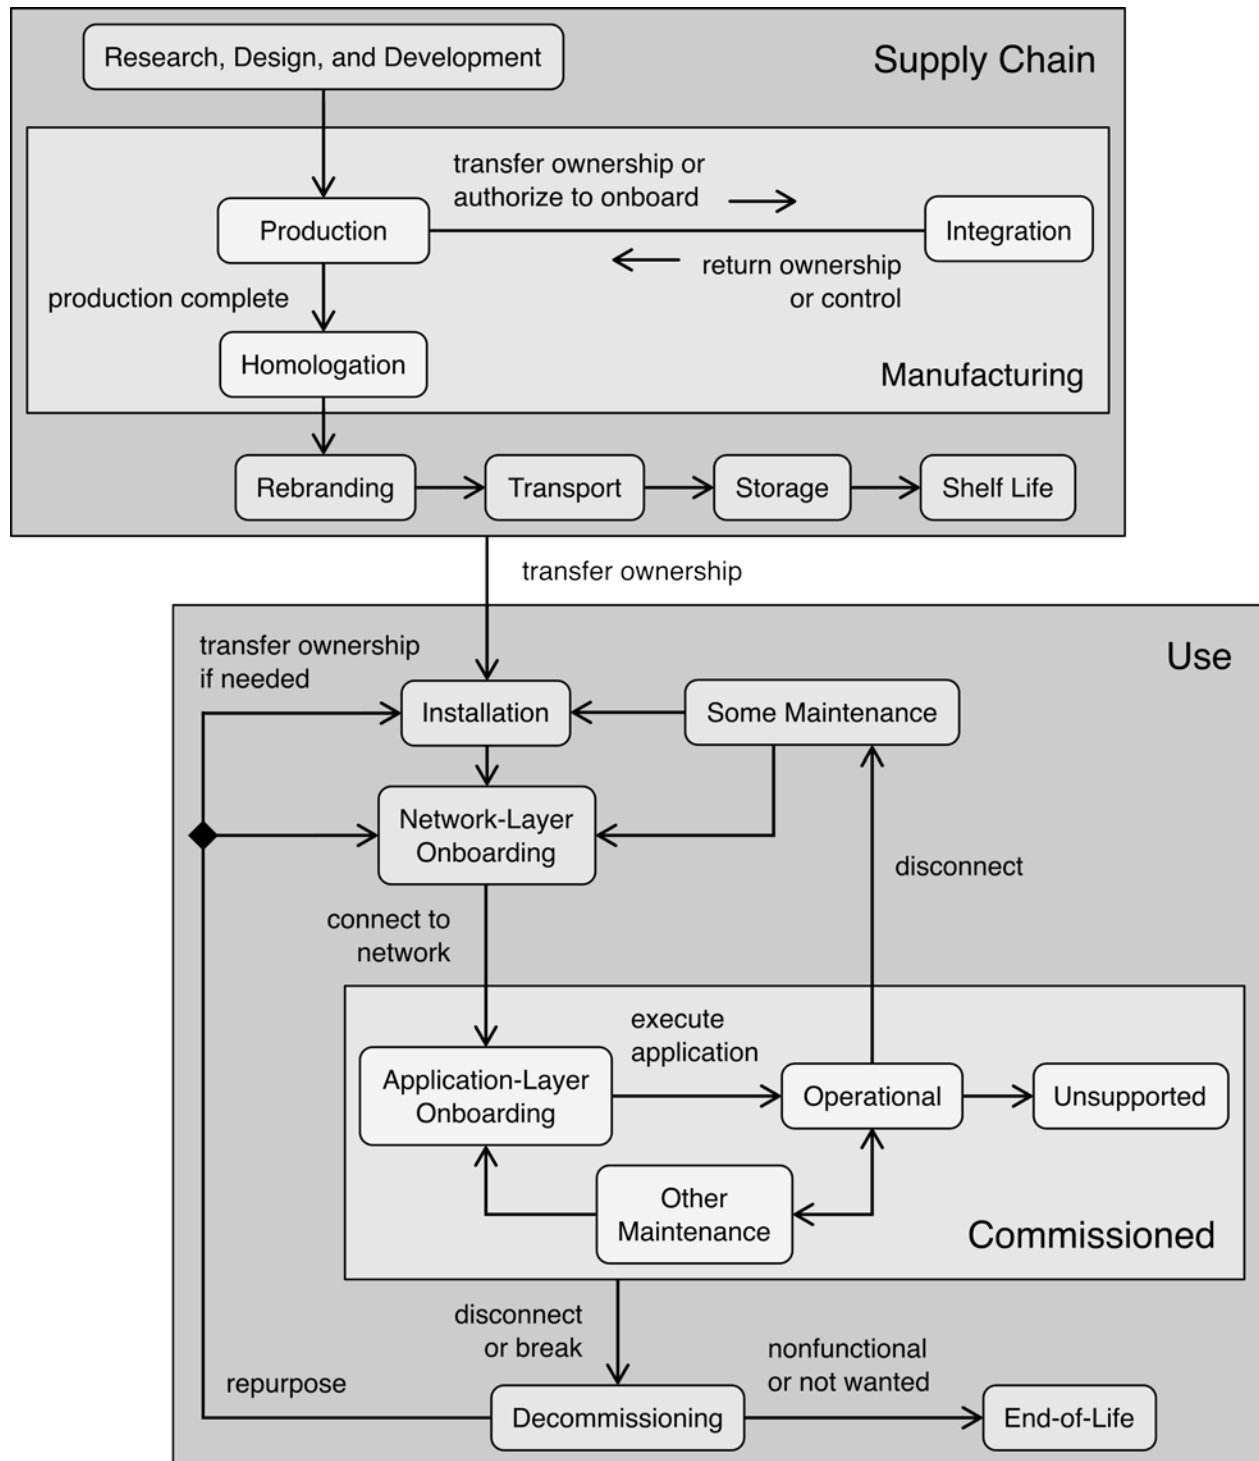 Research, Design, and Development
Supply Chain
transfer ownership or
authorize to onboard
Production
Integration
return ownership
or control
production complete
Homologation
Manufacturing
Rebranding
Transport
Storage
Shelf Life
transfer ownership
Use
transfer ownership
if needed
Installation
Some Maintenance
Network-Layer
Onboarding
disconnect
connect to
network
execute
application
Application-Layer
Onboarding
Operational
Unsupported
Other
Maintenance
Commissioned
disconnect
or break
nonfunctional
or not wanted
repurpose
Decommissioning
End-of-Life